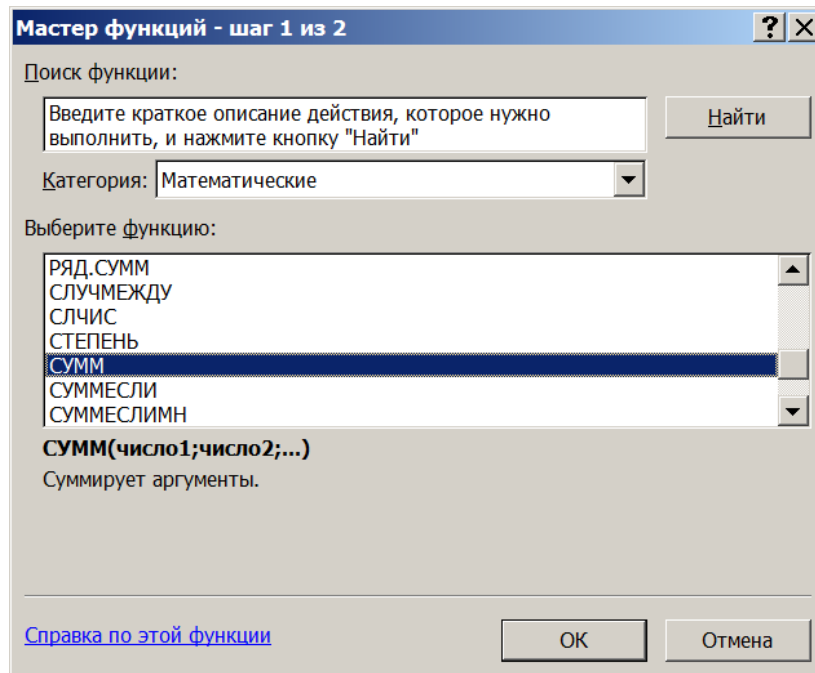 Мастер функций - шаг 1 из 2
Поиск функции:
Введите краткое описание действия, которое нужно
выполнить, и нажмите кнопку "Найти"
Найти
Категория: Математические
Выберите функцию:
РЯД.СУММ
СЛУЧМЕЖДУ
СЛЧИС
СТЕПЕНЬ
СУММ
СУММЕСЛИ
СУММЕСЛИМН
СУММ(число1;число2;...)
Суммирует аргументы.
Справка по этой функции
ОК
Отмена